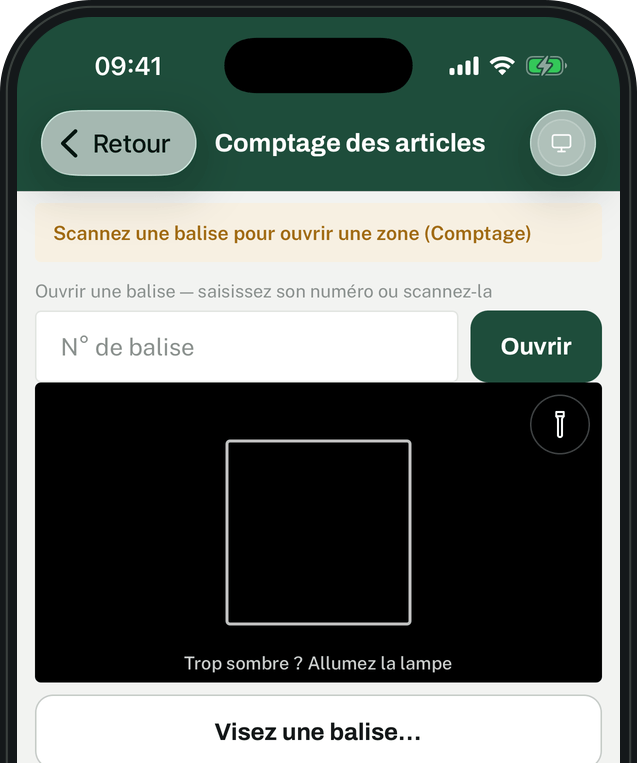 09:41
Retour
Comptage des articles
Scannez une balise pour ouvrir une zone (Comptage)
Ouvrir une balise — saisissez son numéro ou scannez-la
N° de balise
Ouvrir
Trop sombre ? Allumez la lampe
Visez une balise…